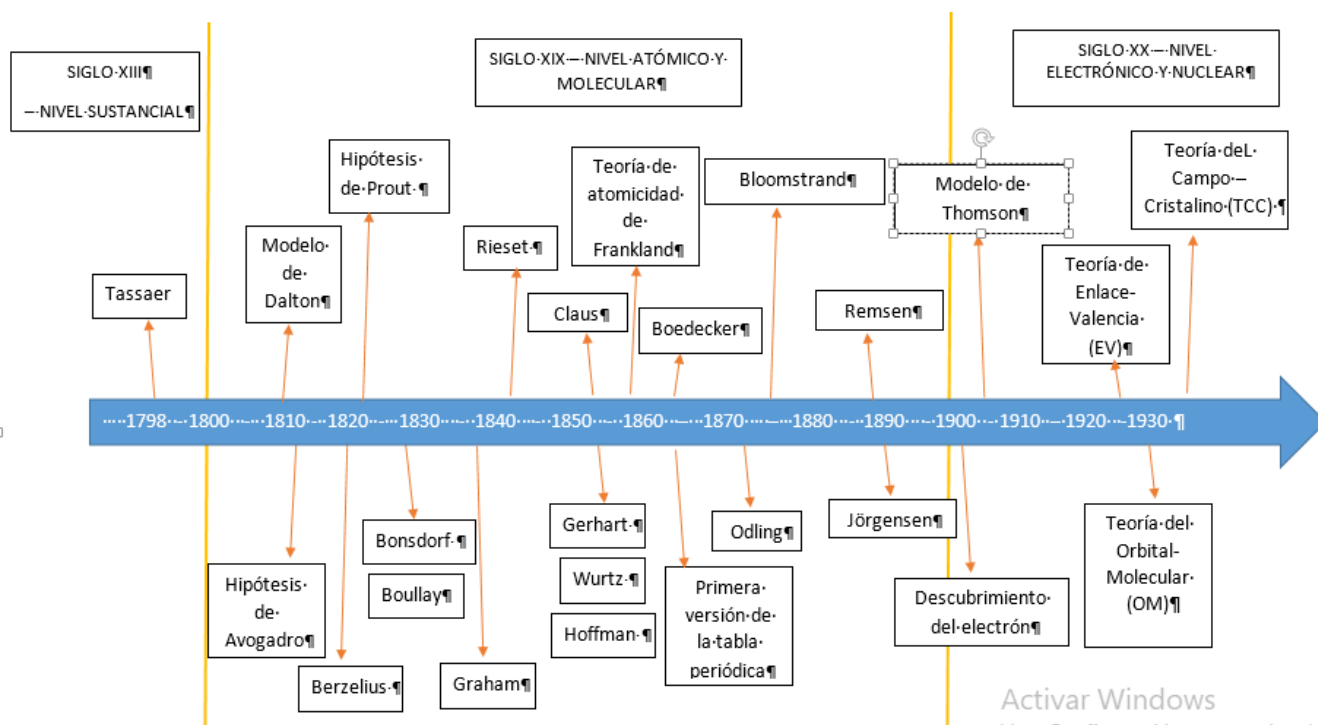 SIGLO·XIII¶
–·NIVEL·SUSTANCIAL¶
SIGLO·XIX·–·NIVEL·ATÓMICO·Y·
MOLECULAR¶
SIGLO·XX·–·NIVEL·
ELECTRÓNICO·Y·NUCLEAR¶
Hipótesis·
de·Prout·¶
Teoría·de·
atomicidad·
de·
Frankland¶
Bloomstrand¶
Modelo·de·
Thomson¶
Teoría·deL·
Campo·–
Cristalino·(TCC)·¶
Modelo·
de·
Dalton¶
Rieset·¶
Teoría·de·
Enlace-
Valencia·
(EV)¶
Tassaer
Claus¶
Boedecker¶
Remsen¶
·····1798···-·1800···-···1810·-···1820···-···1830···-···1840···-···1850···-···1860···-···1870···-···1880···-···1890···-·1900···-···1910···-·1920···-·1930·¶
Hipótesis·
de·
Avogadro¶
Berzelius·¶
Bonsdorf·¶
Boullay¶
Graham¶
Gerhart·¶
Wurtz·¶
Hoffman·¶
Primera·
versión·de·
la·tabla·
periódica¶
Odling¶
Jörgensen¶
Descubrimiento·
del·electrón¶
Teoría·del·
Orbital-
Molecular·
(OM)¶
Activar Windows